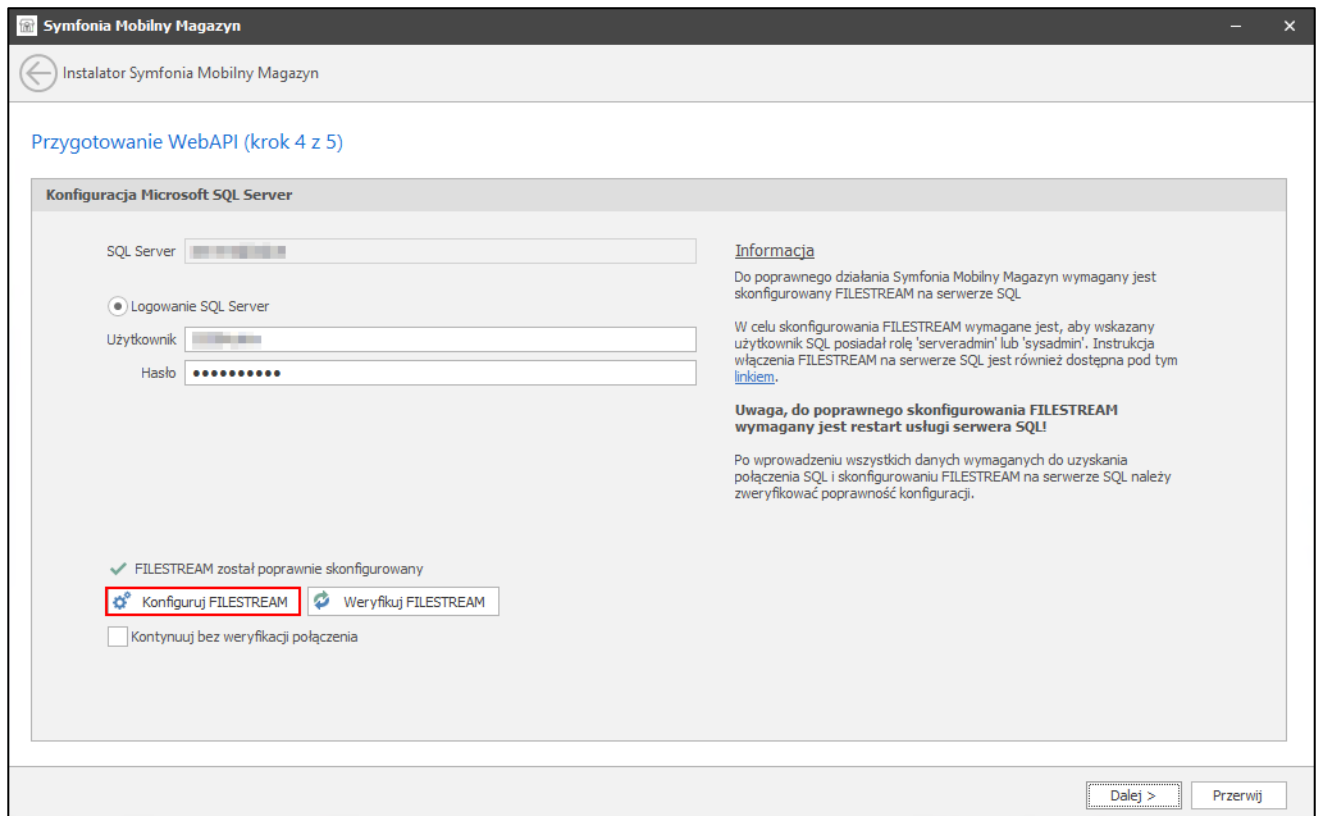 Symfonia Mobilny Magazyn
Instalator Symfonia Mobilny Magazyn
Przygotowanie WebAPI (krok 4 z 5)
Konfiguracja Microsoft SQL Server
SQL Server
Logowanie SQL Server
Użytkownik
Hasło ••••••••••
Informacja
Do poprawnego działania Symfonia Mobilny Magazyn wymagany jest
skonfigurowany FILESTREAM na serwerze SQL
W celu skonfigurowania FILESTREAM wymagane jest, aby wskazany
użytkownik SQL posiadał rolę 'serveradmin' lub 'sysadmin'. Instrukcja
włączenia FILESTREAM na serwerze SQL jest również dostępna pod tym
linkiem.
Uwaga, do poprawnego skonfigurowania FILESTREAM
wymagany jest restart usługi serwera SQL!
Po wprowadzeniu wszystkich danych wymaganych do uzyskania
połączenia SQL i skonfigurowaniu FILESTREAM na serwerze SQL należy
zweryfikować poprawność konfiguracji.
FILESTREAM został poprawnie skonfigurowany
Konfiguruj FILESTREAM Weryfikuj FILESTREAM
Kontynuuj bez weryfikacji połączenia
Dalej > Przerwij